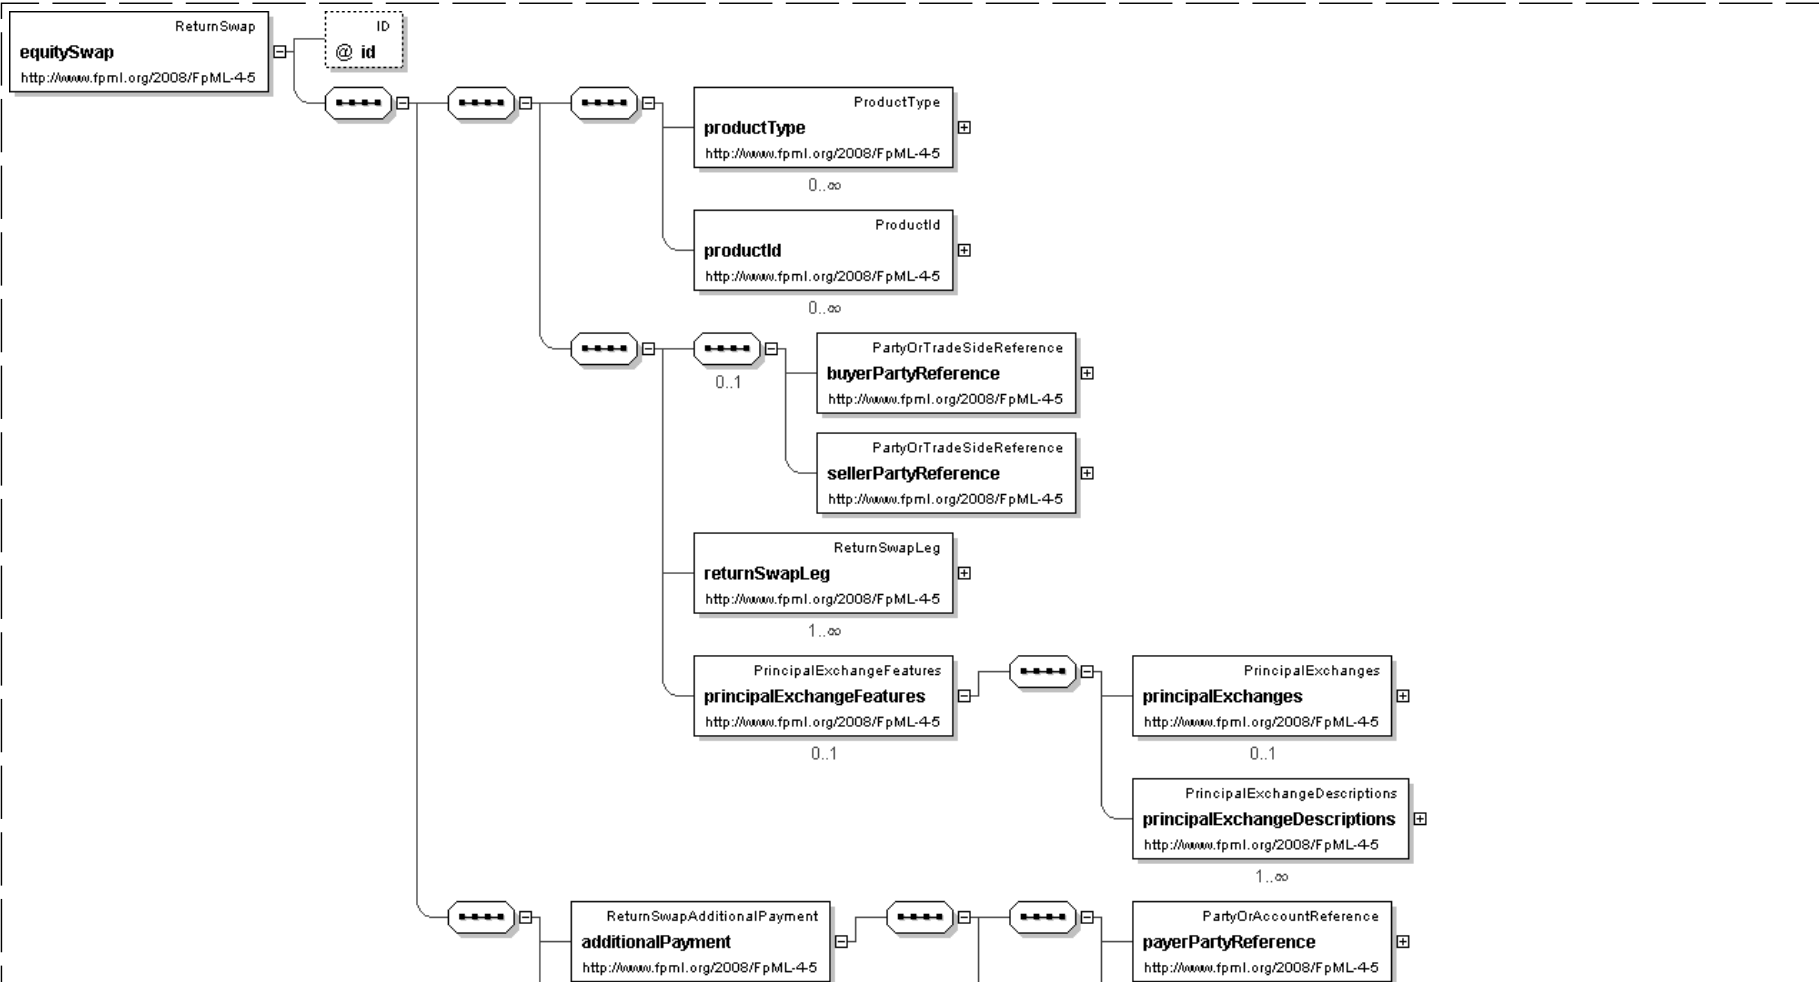 ReturnSwap
equitySwap
http://www.fpml.org/2008/FpML-4-5
ID
@ id
ProductType
productType
http://www.fpml.org/2008/FpML-4-5
0..∞
ProductId
productId
http://www.fpml.org/2008/FpML-4-5
0..∞
PartyOrTradeSideReference
buyerPartyReference
http://www.fpml.org/2008/FpML-4-5
0..1
PartyOrTradeSideReference
sellerPartyReference
http://www.fpml.org/2008/FpML-4-5
ReturnSwapLeg
returnSwapLeg
http://www.fpml.org/2008/FpML-4-5
1..∞
PrincipalExchangeFeatures
principalExchangeFeatures
http://www.fpml.org/2008/FpML-4-5
0..1
PrincipalExchanges
principalExchanges
http://www.fpml.org/2008/FpML-4-5
0..1
PrincipalExchangeDescriptions
principalExchangeDescriptions
http://www.fpml.org/2008/FpML-4-5
1..∞
ReturnSwapAdditionalPayment
additionalPayment
http://www.fpml.org/2008/FpML-4-5
PartyOrAccountReference
payerPartyReference
http://www.fpml.org/2008/FpML-4-5